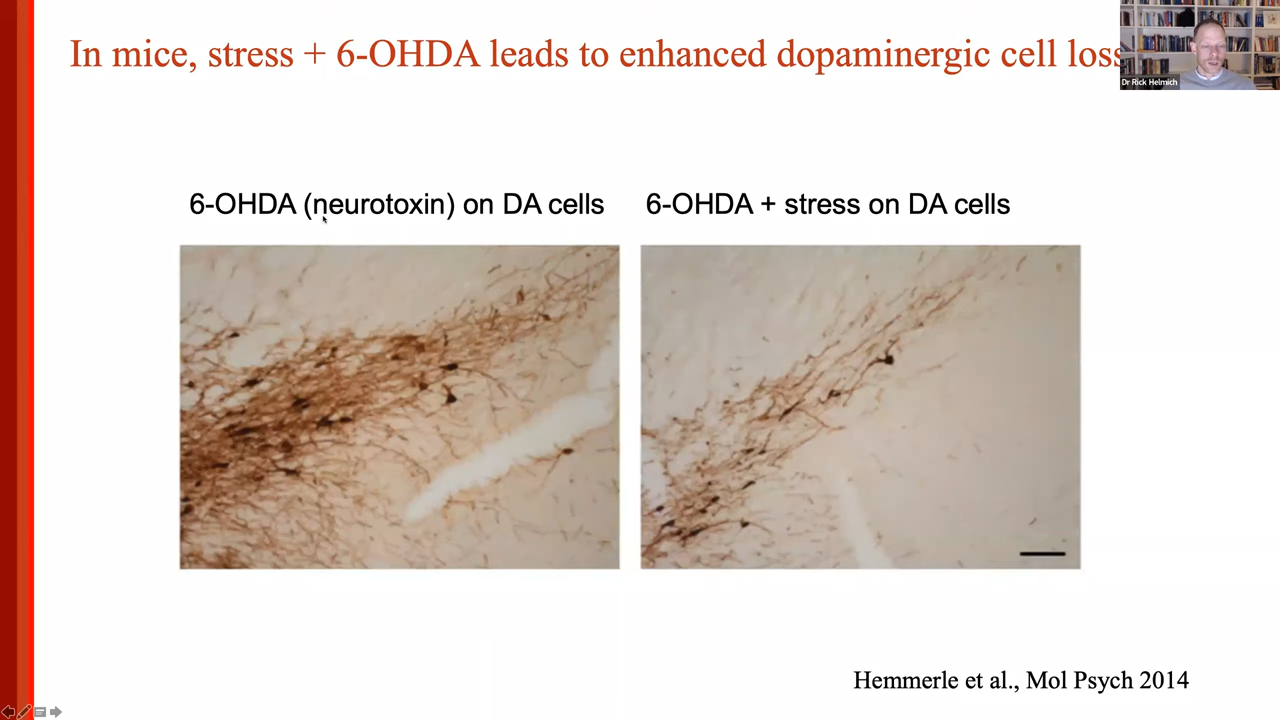 In mice, stress + 6-OHDA leads to enhanced dopaminergic cell loss
Dr Rick Helmich
6-OHDA (neurotoxin) on DA cells
6-OHDA + stress on DA cells
Hemmerle et al., Mol Psych 2014